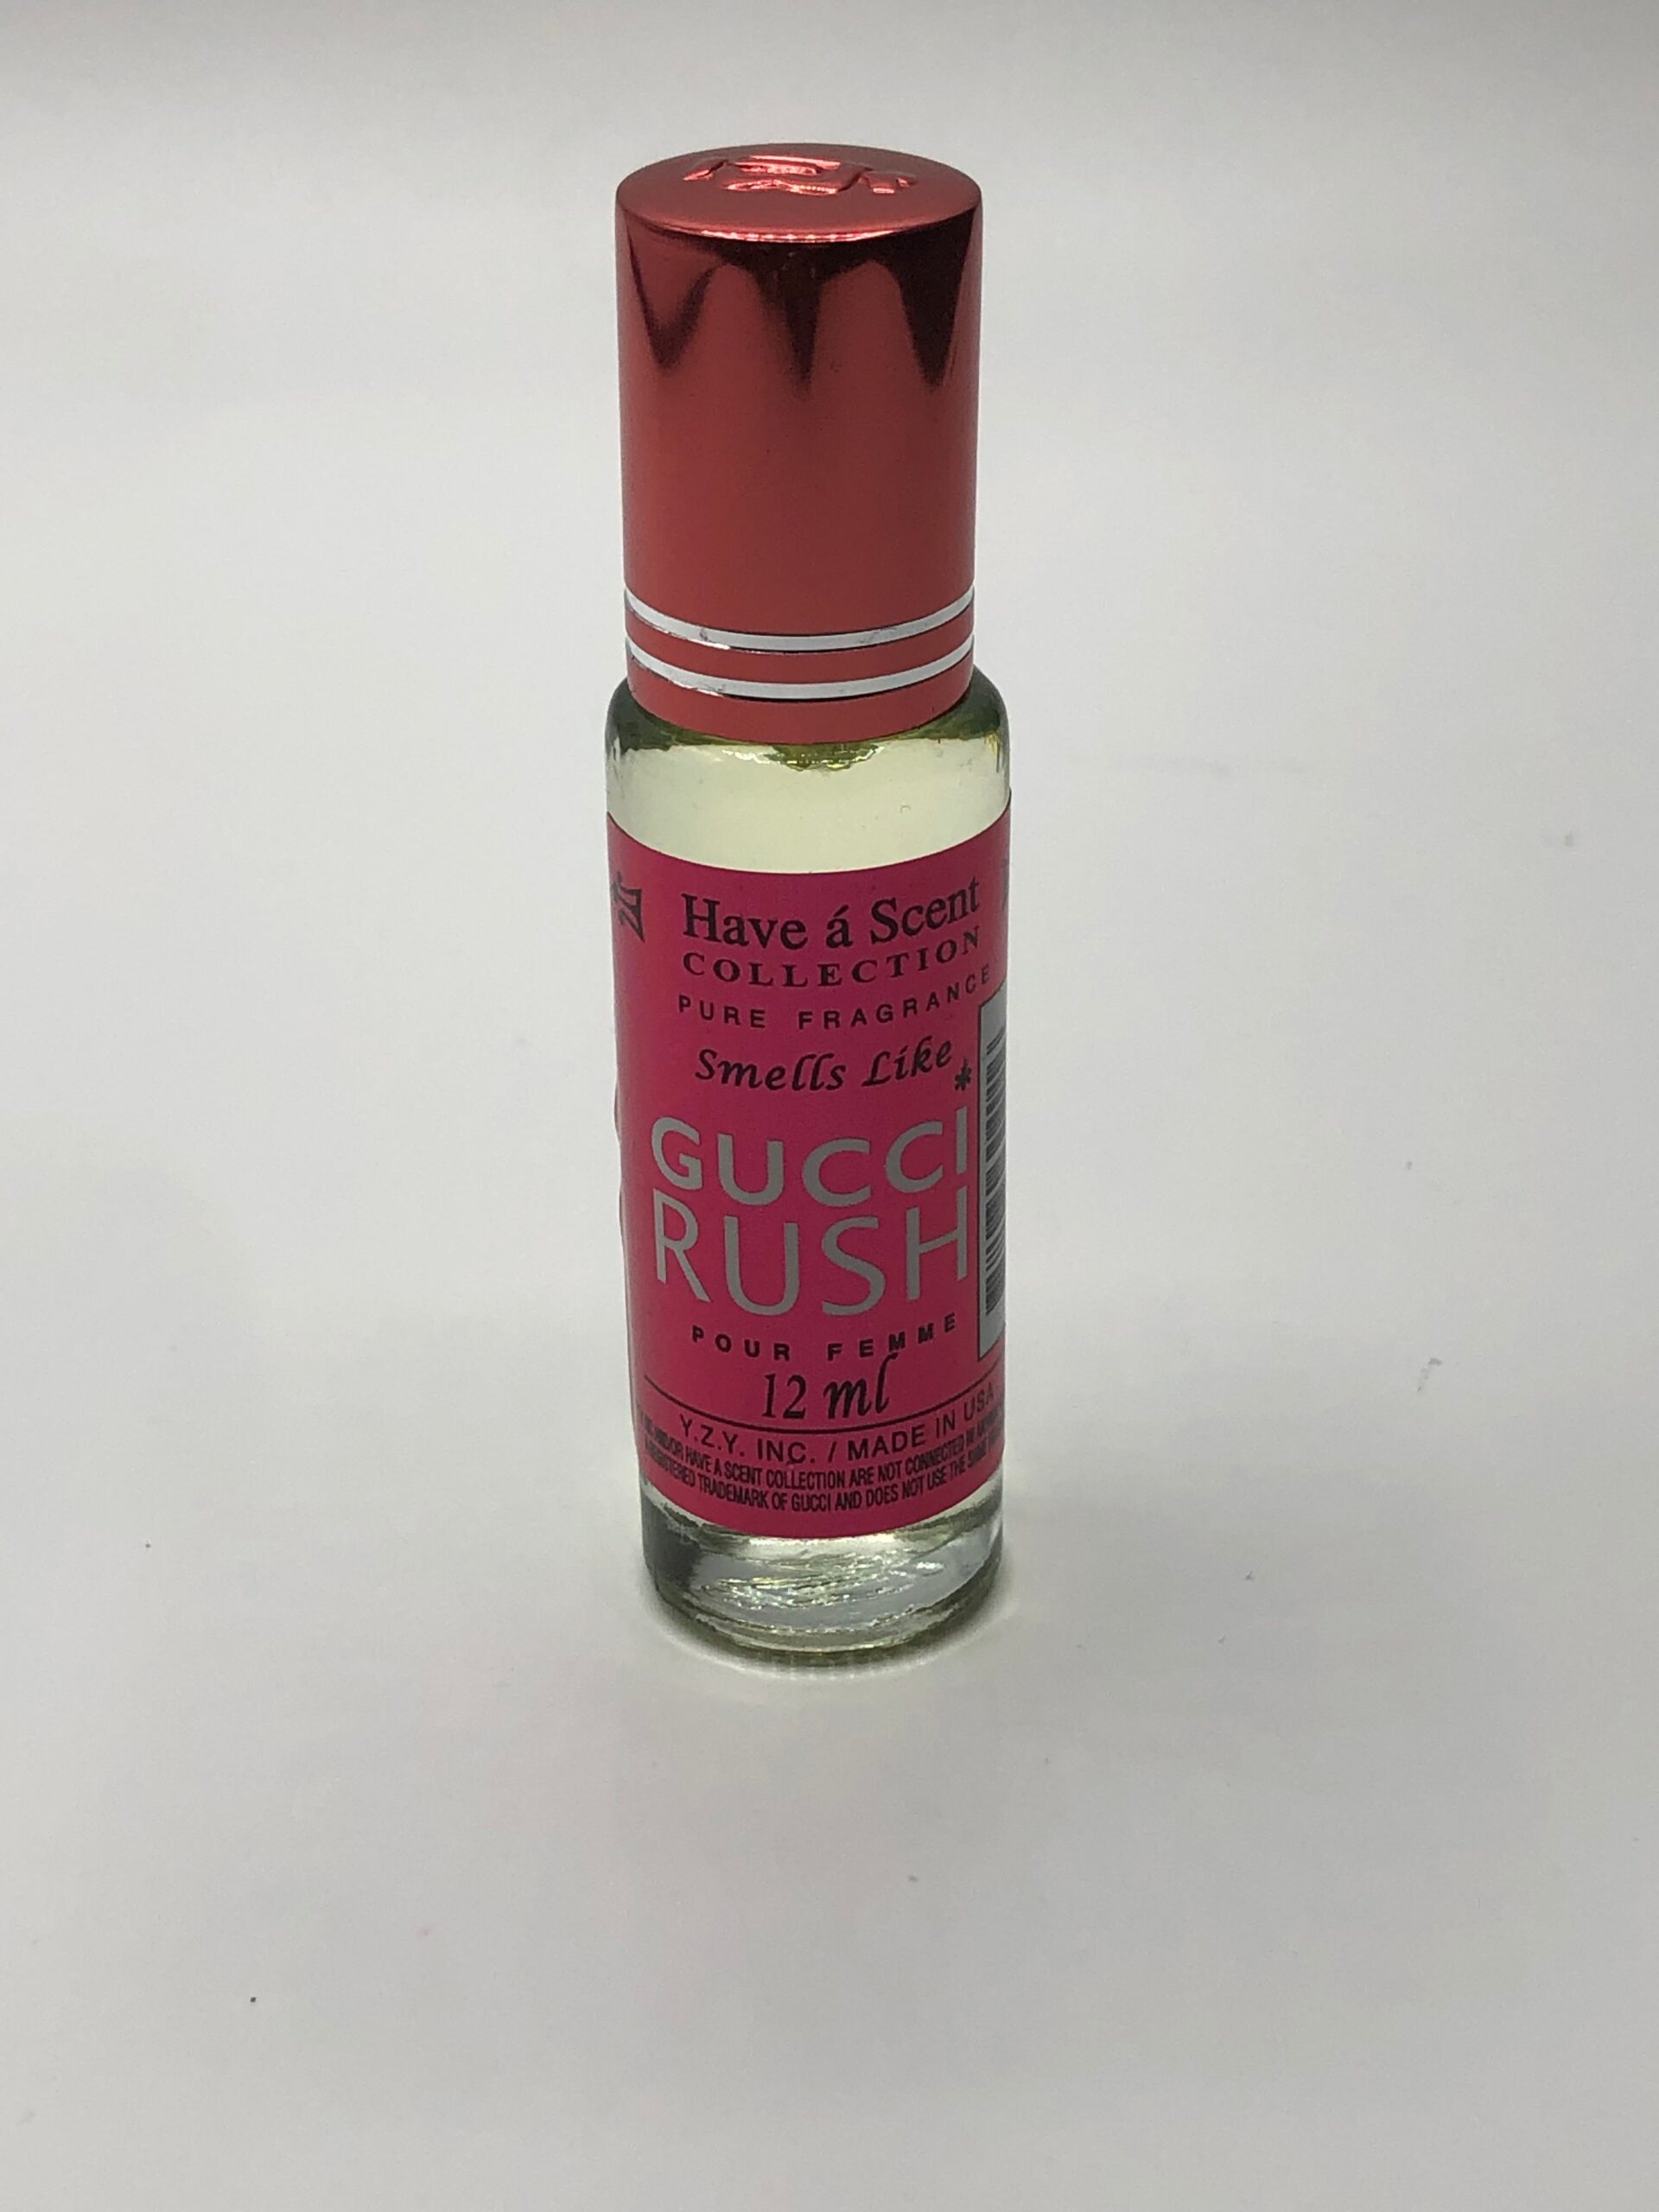 Have á Scent
COLLECTION
PURE FRAGRANCE
Smells Like*
GUCCI
RUSH
POUR FEMME
12 ml
Y.Z.Y. INC. / MADE IN USA
HAVE A SCENT COLLECTION ARE NOT CONNECTED
TRADEMARK OF GUCCI AND DOES NOT USE THE SAME